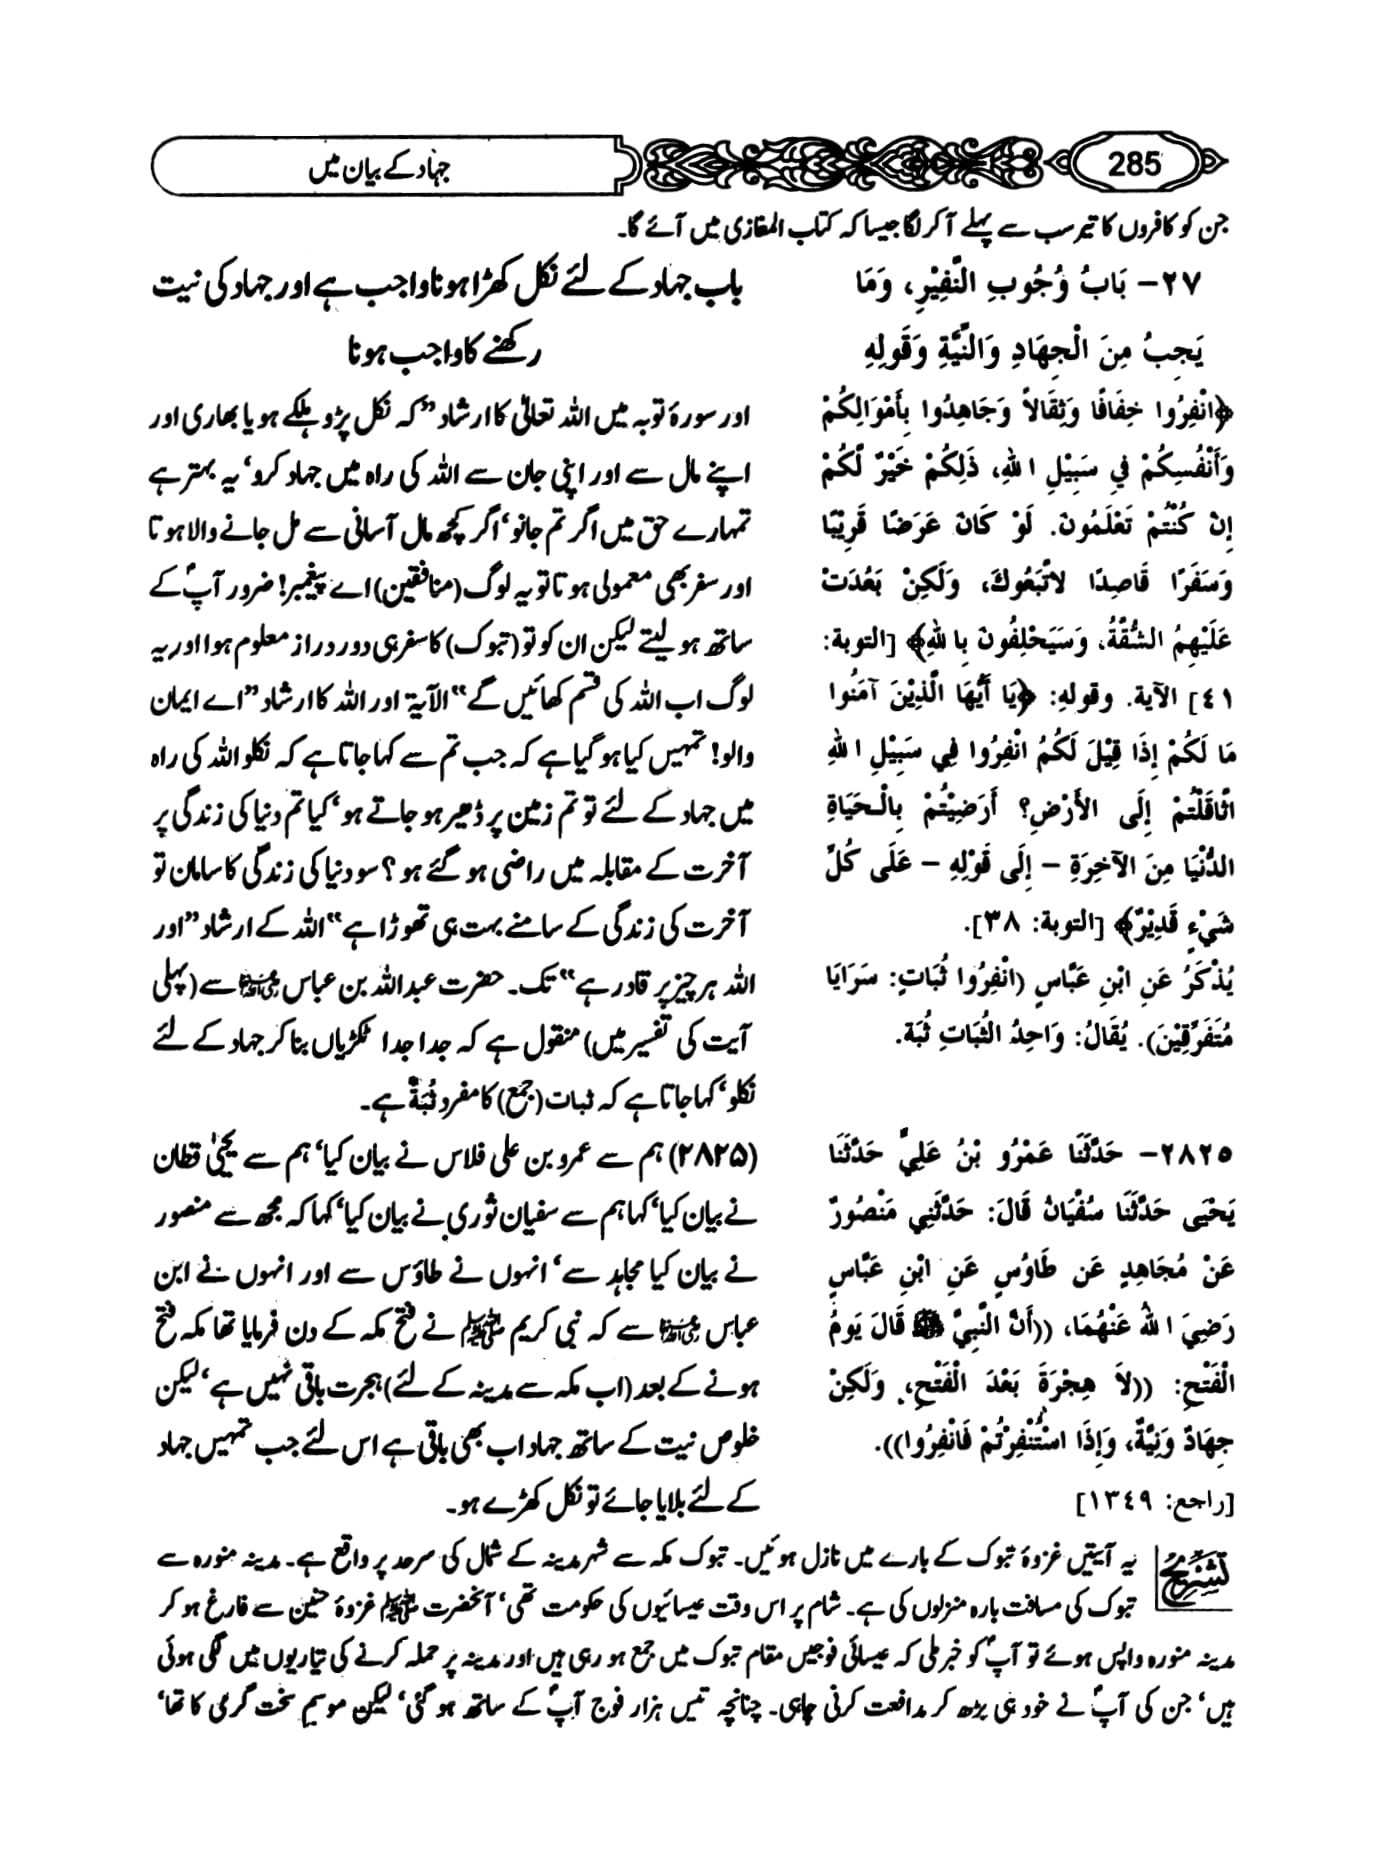 285
جہاد کے بیان میں
جن کو کافروں کا تیر سب سے پہلے آ کر لگا جیسا کہ کتاب المغازی میں آئے گا۔
٢٧- بَابُ وُجُوبِ النَّفِيْرِ، وَمَا
يَجِبُ مِنَ الْجِهَادِ وَالنِّيَّةِ وَقَولِهِ
﴿انْفِرُوا خِفَافًا وَثِقَالاً وَجَاهِدُوا بِأَمْوَالِكُمْ
وَأَنْفُسِكُمْ فِي سَبِيْلِ اللهِ، ذَلِكُمْ خَيْرٌ لَّكُمْ
إِنْ كُنْتُمْ تَعْلَمُونَ. لَوْ كَانَ عَرَضًا قَرِيْبًا
وَسَفَرًا قَاصِدًا لاَتَّبَعُوكَ، وَلَكِنْ بَعُدَتْ
عَلَيْهِمُ الشُّقَّةُ، وَسَيَحْلِفُونَ بِاللهِ﴾ [التوبة:
٤١] الآية. وقولهِ: ﴿يَا أَيُّهَا الَّذِيْنَ آمَنُوا
مَا لَكُمْ إِذَا قِيْلَ لَكُمُ انْفِرُوا فِي سَبِيْلِ اللهِ
اثَّاقَلْتُمْ إِلَى الأَرْضِ؟ أَرَضِيْتُمْ بِالْحَيَاةِ
الدُّنْيَا مِنَ الآخِرَةِ – إِلَى قَوْلِهِ – عَلَى كُلِّ
شَيْءٍ قَدِيْرٌ﴾ [التوبة: ٣٨].
يُذْكَرُ عَنِ ابْنِ عَبَّاسٍ (انْفِرُوا ثُبَاتٍ: سَرَايَا
مُتَفَرِّقِيْنَ). يُقَالُ: وَاحِدُ الثُّبَاتِ ثُبَة.
باب جہاد کے لئے نکل کھڑا ہونا واجب ہے اور جہاد کی نیت
رکھنے کا واجب ہونا
اور سورۂ توبہ میں اللہ تعالیٰ کا ارشاد ”کہ نکل پڑو ہلکے ہو یا بھاری اور
اپنے مال سے اور اپنی جان سے اللہ کی راہ میں جہاد کرو‘ یہ بہتر ہے
تمہارے حق میں اگر تم جانو‘ اگر کچھ مال آسانی سے مل جانے والا ہوتا
اور سفر بھی معمولی ہوتا تو یہ لوگ (منافقین) اے پیغمبر! ضرور آپؐ کے
ساتھ ہو لیتے لیکن ان کو تو (تبوک) کا سفر ہی دور دراز معلوم ہوا اور یہ
لوگ اب اللہ کی قسم کھائیں گے“ الآیۃ اور اللہ کا ارشاد ”اے ایمان
والو! تمہیں کیا ہو گیا ہے کہ جب تم سے کہا جاتا ہے کہ نکلو اللہ کی راہ
میں جہاد کے لئے تو تم زمین پر ڈھیر ہو جاتے ہو‘ کیا تم دنیا کی زندگی پر
آخرت کے مقابلہ میں راضی ہو گئے ہو؟ سو دنیا کی زندگی کا سامان تو
آخرت کی زندگی کے سامنے بہت ہی تھوڑا ہے“ اللہ کے ارشاد ”اور
اللہ ہر چیز پر قادر ہے“ تک۔ حضرت عبداللہ بن عباس رضی اللہ عنہما سے (پہلی
آیت کی تفسیر میں) منقول ہے کہ جدا جدا ٹکڑیاں بنا کر جہاد کے لئے
نکلو‘ کہا جاتا ہے کہ ثبات (جمع) کا مفرد ثُبَةٌ ہے۔
٢٨٢٥- حَدَّثَنَا عَمْرُو بْنُ عَلِيٍّ حَدَّثَنَا
يَحْيَى حَدَّثَنَا سُفْيَانُ قَالَ: حَدَّثَنِي مَنْصُورٌ
عَنْ مُجَاهِدٍ عَن طَاوُسٍ عَنِ ابْنِ عَبَّاسٍ
رَضِيَ اللهُ عَنْهُمَا، ((أَنَّ النَّبِيَّ ﷺ قَالَ يَومُ
الْفَتْحِ: ((لاَ هِجْرَةَ بَعْدَ الْفَتْحِ، وَلَكِنْ
جِهَادٌ وَنِيَّةٌ، وَإِذَا اسْتُنْفِرْتُمْ فَانْفِرُوا)).
[راجع: ١٣٤٩]
(۲۸۲۵) ہم سے عمرو بن علی فلاس نے بیان کیا‘ ہم سے یحییٰ قطان
نے بیان کیا‘ کہا ہم سے سفیان ثوری نے بیان کیا‘ کہا کہ مجھ سے منصور
نے بیان کیا مجاہد سے‘ انہوں نے طاؤس سے اور انہوں نے ابن
عباس رضی اللہ عنہما سے کہ نبی کریم ﷺ نے فتح مکہ کے دن فرمایا تھا مکہ فتح
ہونے کے بعد (اب مکہ سے مدینہ کے لئے) ہجرت باقی نہیں ہے‘ لیکن
خلوص نیت کے ساتھ جہاد اب بھی باقی ہے اس لئے جب تمہیں جہاد
کے لئے بلایا جائے تو نکل کھڑے ہو۔
تشریح
یہ آیتیں غزوۂ تبوک کے بارے میں نازل ہوئیں۔ تبوک مکہ سے شہر مدینہ کے شمال کی سرحد پر واقع ہے۔ مدینہ منورہ سے
تبوک کی مسافت بارہ منزلوں کی ہے۔ شام پر اس وقت عیسائیوں کی حکومت تھی‘ آنحضرت ﷺ غزوۂ حنین سے فارغ ہو کر
مدینہ منورہ واپس ہوئے تو آپؐ کو خبر ملی کہ عیسائی فوجیں مقام تبوک میں جمع ہو رہی ہیں اور مدینہ پر حملہ کرنے کی تیاریوں میں لگی ہوئی
ہیں‘ جن کی آپؐ نے خود ہی بڑھ کر مدافعت کرنی چاہی۔ چنانچہ تیس ہزار فوج آپؐ کے ساتھ ہو گئی‘ لیکن موسم سخت گرمی کا تھا‘